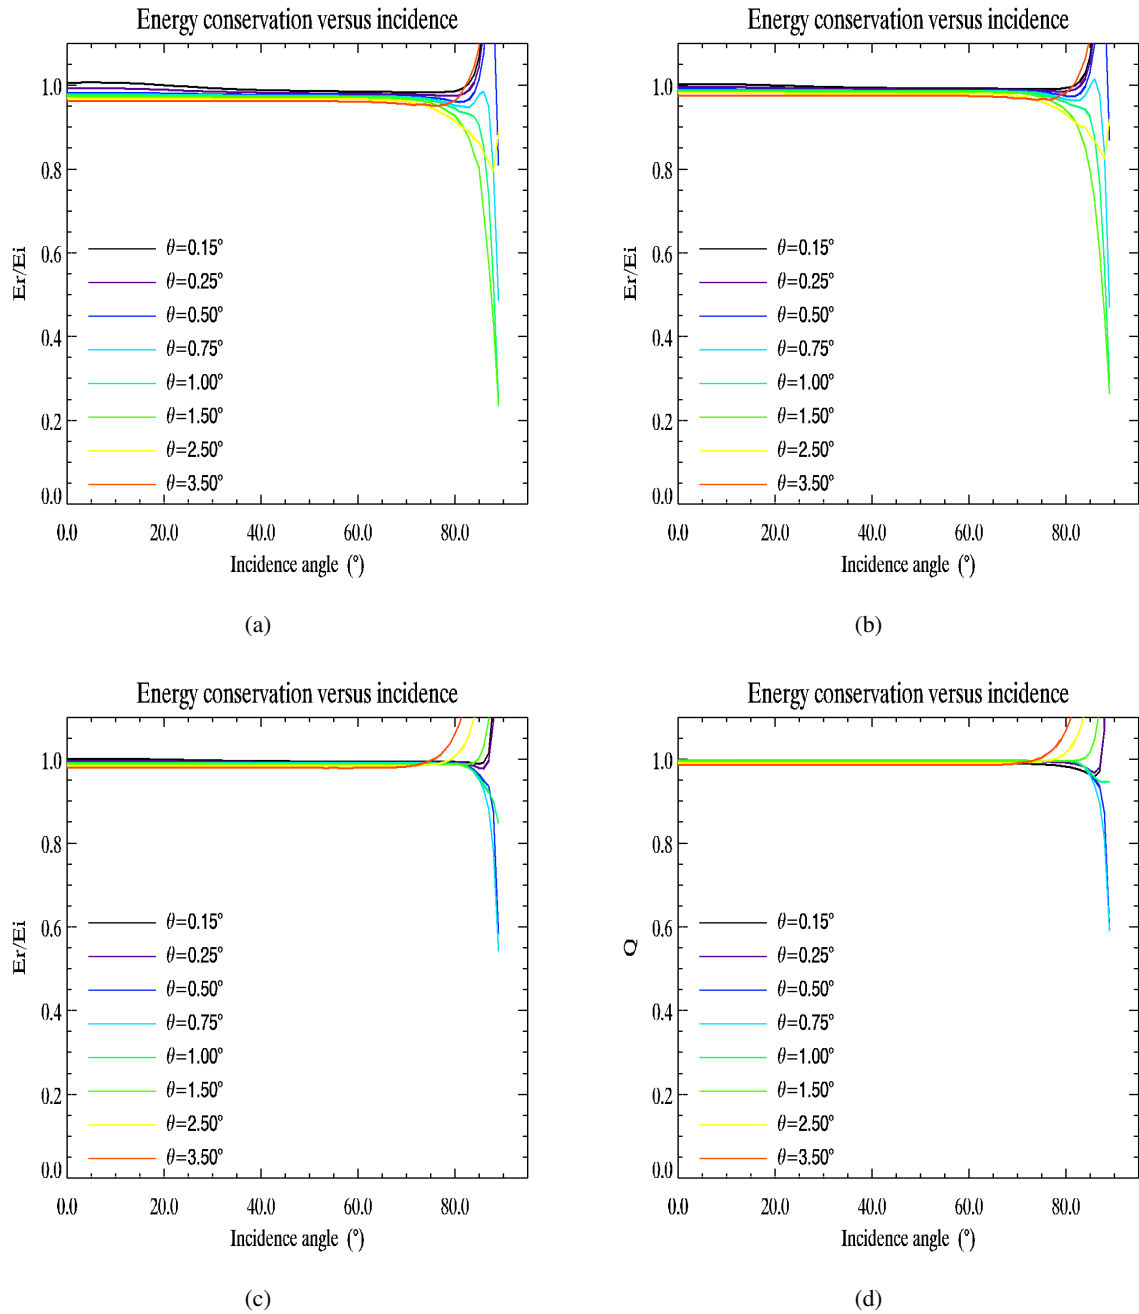 Energy conservation versus incidence
1.0
0.8
0.6
0.4
0.2
0.0
Er/Ei
θ=0.15°
θ=0.25°
θ=0.50°
θ=0.75°
θ=1.00°
θ=1.50°
θ=2.50°
θ=3.50°
0.0 20.0 40.0 60.0 80.0
Incidence angle (°)
(a)
Energy conservation versus incidence
1.0
0.8
0.6
0.4
0.2
0.0
Er/Ei
θ=0.15°
θ=0.25°
θ=0.50°
θ=0.75°
θ=1.00°
θ=1.50°
θ=2.50°
θ=3.50°
0.0 20.0 40.0 60.0 80.0
Incidence angle (°)
(b)
Energy conservation versus incidence
1.0
0.8
0.6
0.4
0.2
0.0
Er/Ei
θ=0.15°
θ=0.25°
θ=0.50°
θ=0.75°
θ=1.00°
θ=1.50°
θ=2.50°
θ=3.50°
0.0 20.0 40.0 60.0 80.0
Incidence angle (°)
(c)
Energy conservation versus incidence
1.0
0.8
0.6
0.4
0.2
0.0
Q
θ=0.15°
θ=0.25°
θ=0.50°
θ=0.75°
θ=1.00°
θ=1.50°
θ=2.50°
θ=3.50°
0.0 20.0 40.0 60.0 80.0
Incidence angle (°)
(d)